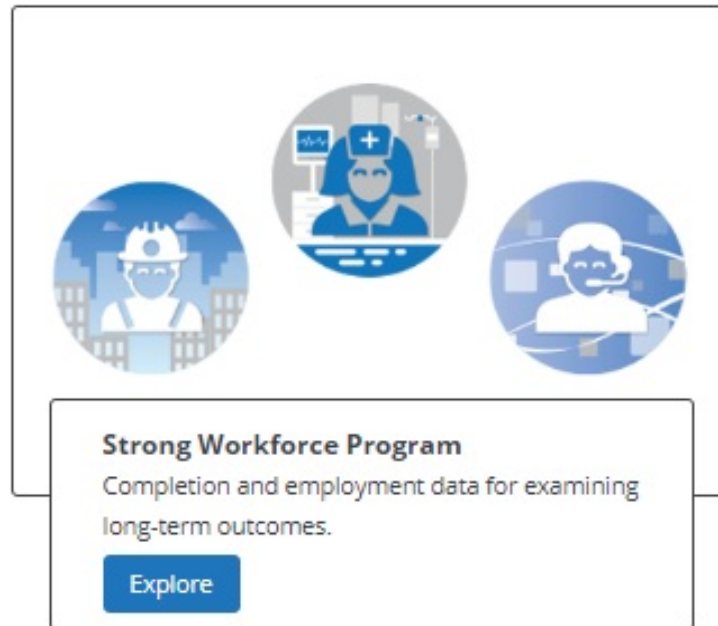 Strong Workforce Program
Completion and employment data for examining
long-term outcomes.
Explore